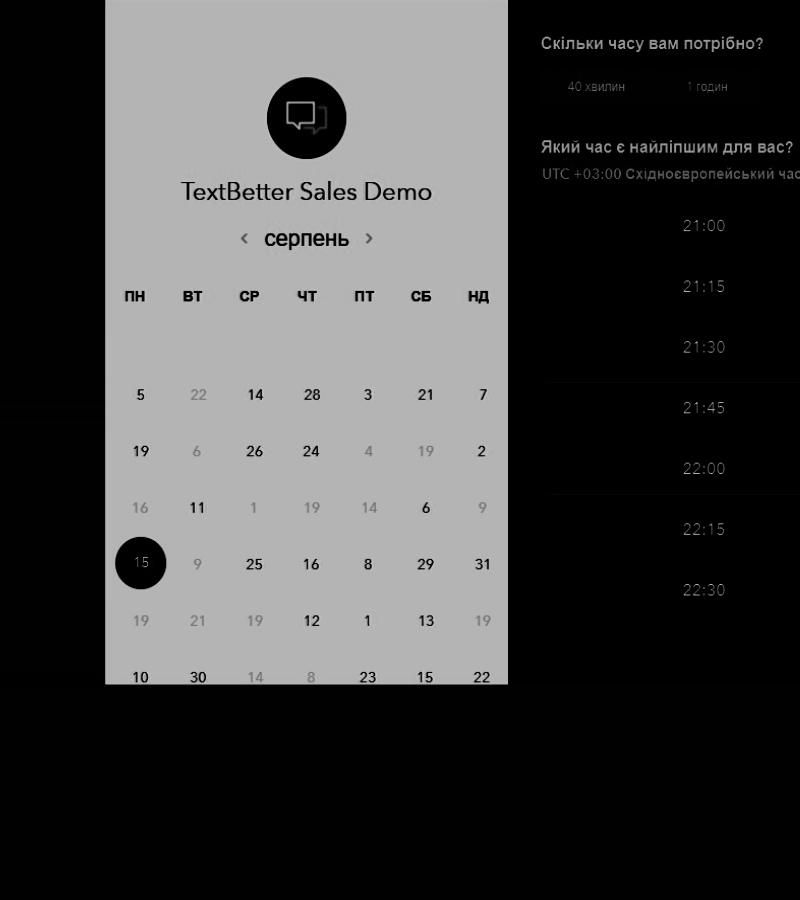 TextBetter Sales Demo
серпень
ПН ВТ СР ЧТ ПТ СБ НД
5 22 14 28 3 21 7
19 6 26 24 4 19 2
16 11 1 19 14 6 9
15 9 25 16 8 29 31
19 21 19 12 1 13 19
10 30 14 8 23 15 22
Скільки часу вам потрібно?
40 хвилин 1 годин
Який час є найліпшим для вас?
UTC +03:00 Східноєвропейський час
21:00
21:15
21:30
21:45
22:00
22:15
22:30